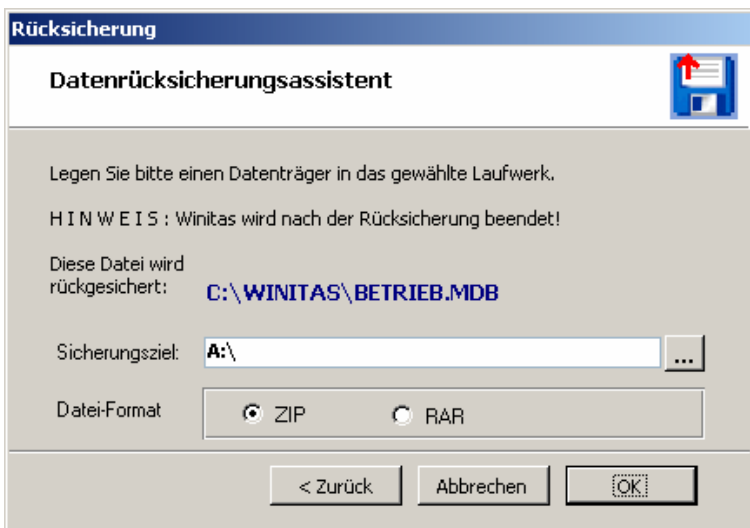 Rücksicherung
Datenrücksicherungsassistent
Legen Sie bitte einen Datenträger in das gewählte Laufwerk.
H I N W E I S : Winitas wird nach der Rücksicherung beendet!
Diese Datei wird
rückgesichert:
C:\WINITAS\BETRIEB.MDB
Sicherungsziel:
A:\
...
Datei-Format
ZIP
RAR
< Zurück
Abbrechen
OK